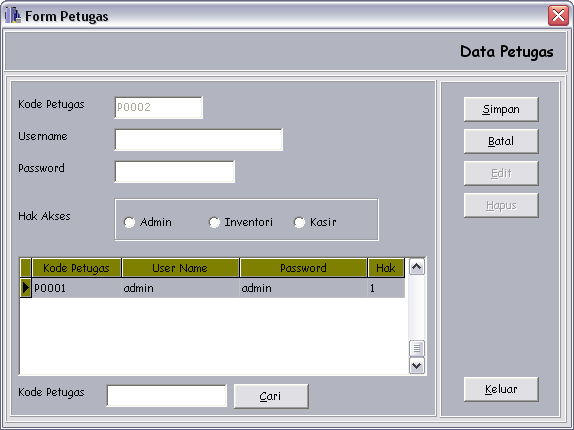 Form Petugas
Data Petugas
Kode Petugas P0002
Username
Password
Hak Akses Admin Inventori Kasir
Kode Petugas User Name Password Hak
P0001 admin admin 1
Kode Petugas Cari
Simpan
Batal
Edit
Hapus
Keluar